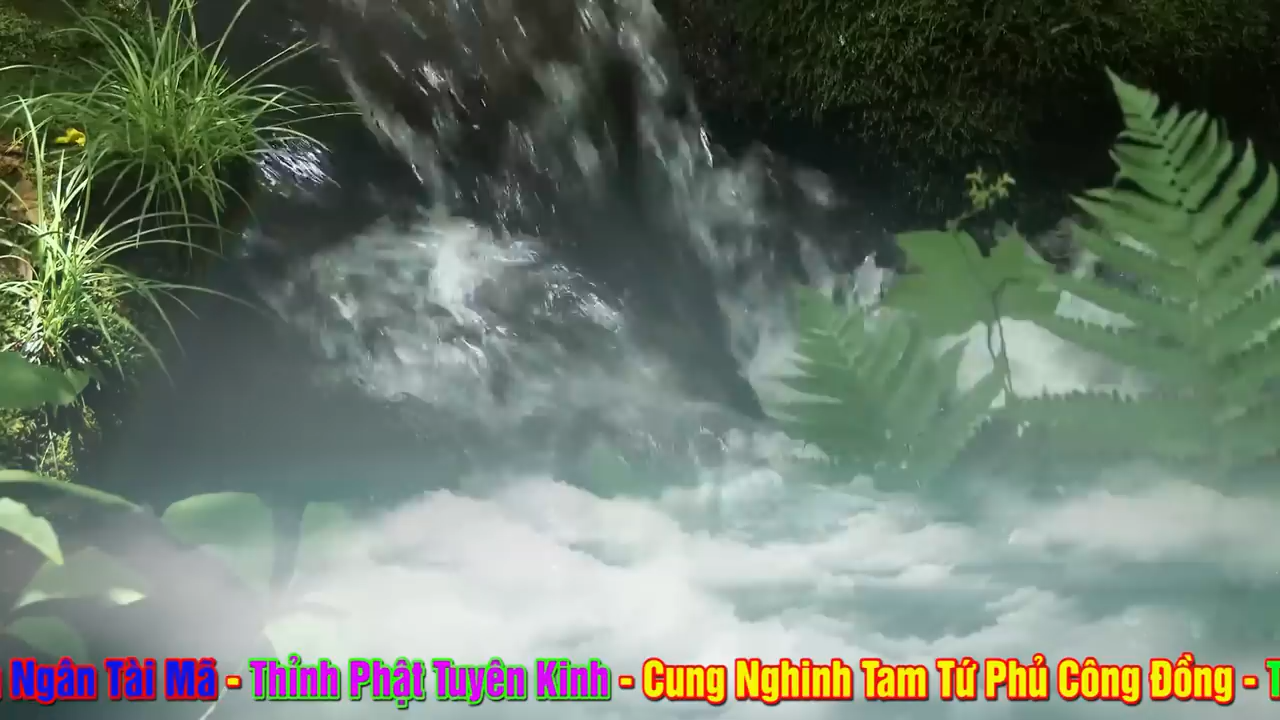 Ngân Tài Mã - Thỉnh Phật Tuyên Kinh - Cung Nghinh Tam Tứ Phủ Công Đồng -